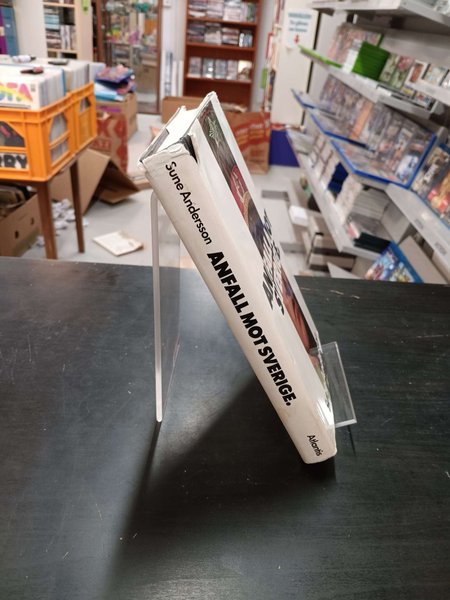 Sune Andersson
ANFALL MOT SVERIGE.
Atlantis